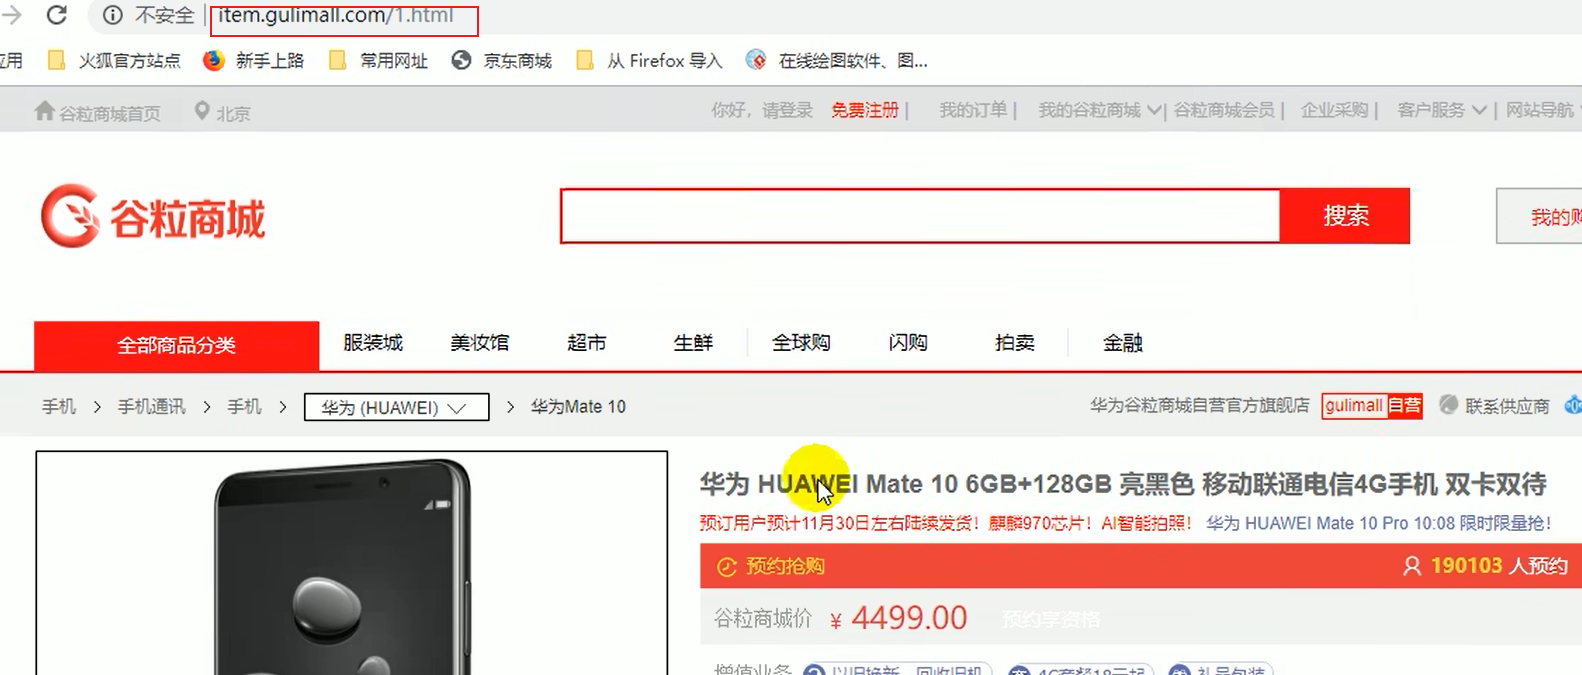 不安全 item.gulimall.com/1.html
应用 火狐官方站点 新手上路 常用网址 京东商城 从 Firefox 导入 在线绘图软件、图...
谷粒商城首页 北京 你好，请登录 免费注册 | 我的订单 | 我的谷粒商城 | 谷粒商城会员 | 企业采购 | 客户服务 | 网站导航
谷粒商城 搜索 我的购
全部商品分类 服装城 美妆馆 超市 生鲜 全球购 闪购 拍卖 金融
手机 > 手机通讯 > 手机 > 华为 (HUAWEI) > 华为Mate 10 华为谷粒商城自营官方旗舰店 gulimall 自营 联系供应商
华为 HUAWEI Mate 10 6GB+128GB 亮黑色 移动联通电信4G手机 双卡双待
预订用户预计11月30日左右陆续发货！麒麟970芯片！AI智能拍照！ 华为 HUAWEI Mate 10 Pro 10:08 限时限量抢！
预约抢购 190103 人预约
谷粒商城价 ¥ 4499.00 预约享资格
增值业务 以旧换新，回收旧机 4G套餐18元起 礼品包装